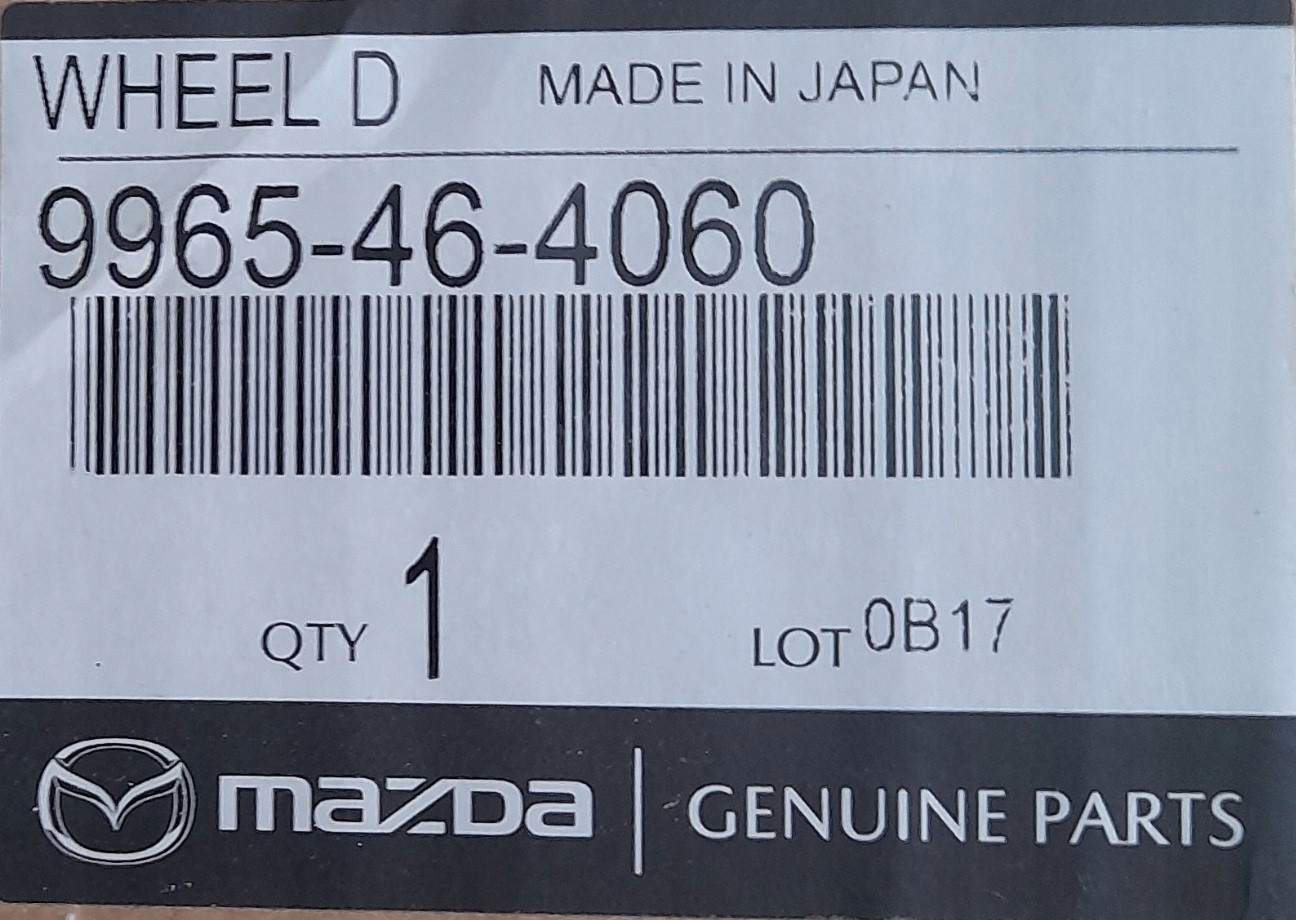 WHEEL D MADE IN JAPAN
9965-46-4060
QTY 1 LOT 0B17
mazda | GENUINE PARTS